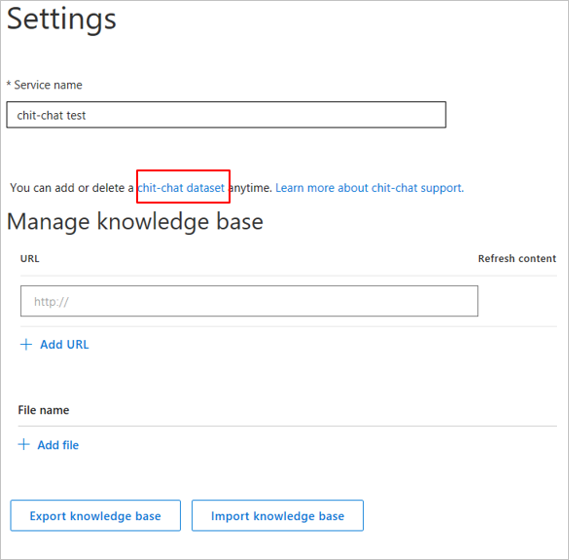 Settings
* Service name
chit-chat test
You can add or delete a chit-chat dataset anytime. Learn more about chit-chat support.
Manage knowledge base
URL Refresh content
http://
+ Add URL
File name
+ Add file
Export knowledge base Import knowledge base